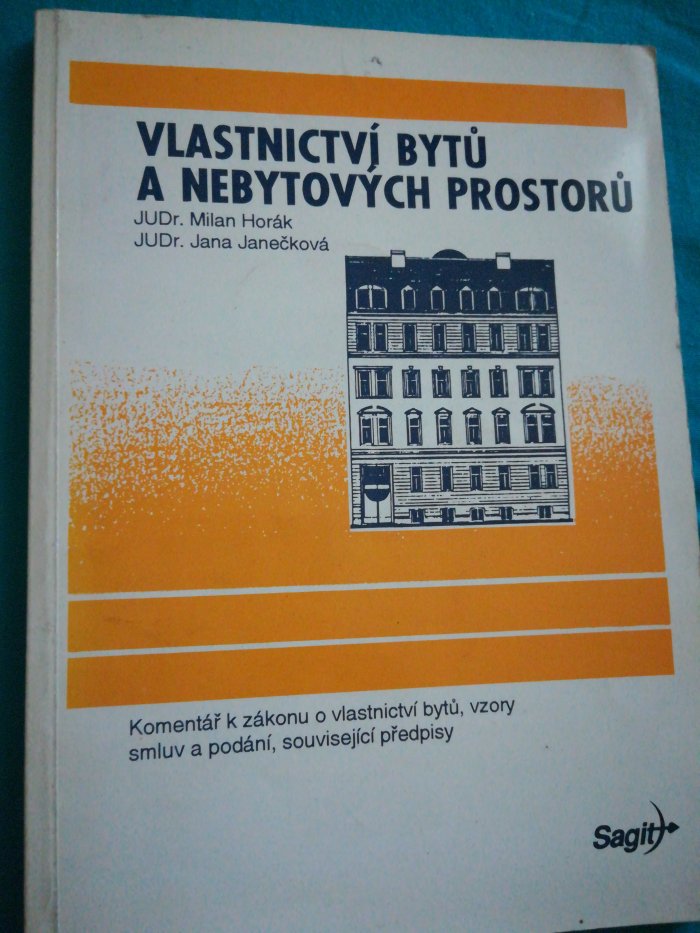 VLASTNICTVÍ BYTŮ
A NEBYTOVÝCH PROSTORŮ
JUDr. Milan Horák
JUDr. Jana Janečková
Komentář k zákonu o vlastnictví bytů, vzory
smluv a podání, související předpisy
Sagit